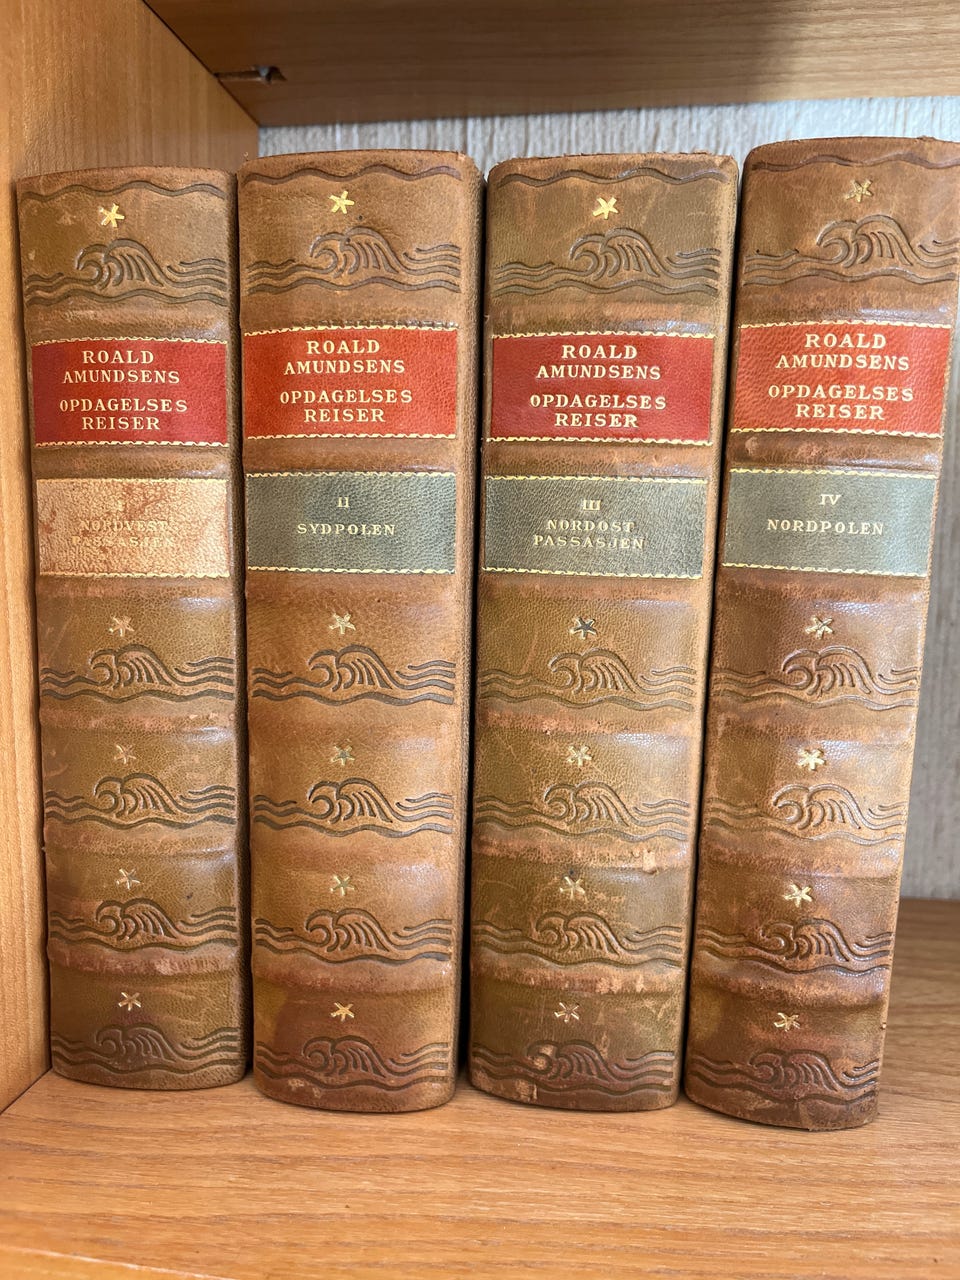 ROALD
AMUNDSENS
OPDAGELSES
REISER
I
NORDVEST
PASSASJEN
ROALD
AMUNDSENS
OPDAGELSES
REISER
II
SYDPOLEN
ROALD
AMUNDSENS
OPDAGELSES
REISER
III
NORDOST
PASSASJEN
ROALD
AMUNDSENS
OPDAGELSES
REISER
IV
NORDPOLEN